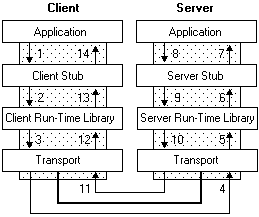 Client Server
Application Application
1 14 8 7
Client Stub Server Stub
2 13 9 6
Client Run-Time Library Server Run-Time Library
3 12 10 5
Transport Transport
11 4